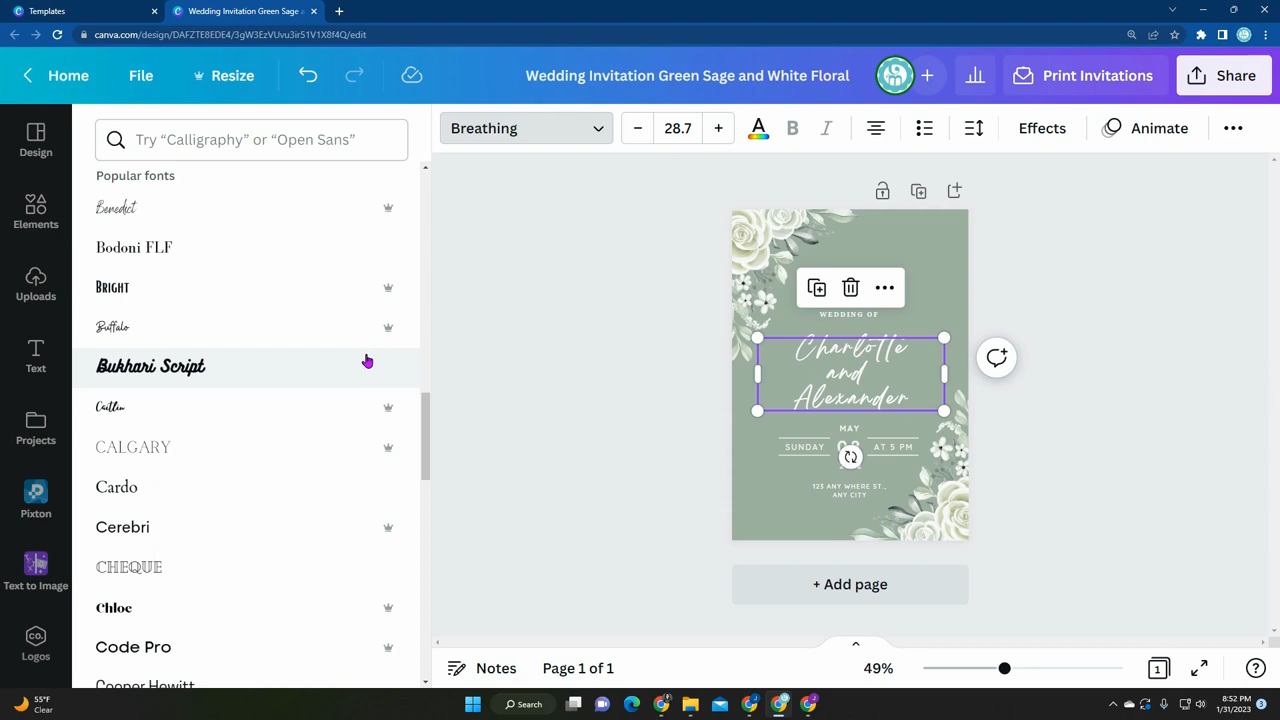 Templates
Wedding Invitation Green Sage a
canva.com/design/DAFZTE8EDE4/3gW3EzVUvu3ir51V1X8f4Q/edit
Home
File
Resize
Wedding Invitation Green Sage and White Floral
Print Invitations
Share
Design
Elements
Uploads
Text
Projects
Pixton
Text to Image
co.
Logos
Try “Calligraphy” or “Open Sans”
Popular fonts
Benedict
Bodoni FLF
BRIGHT
Buffalo
Bukhari Script
Caitlin
CALGARY
Cardo
Cerebri
CHEQUE
Chloe
Code Pro
Cooper Hewitt
Breathing
28.7
A
B
I
Effects
Animate
WEDDING OF
Charlotte
and
Alexander
MAY
SUNDAY
AT 5 PM
123 ANY WHERE ST.,
ANY CITY
+ Add page
Notes
Page 1 of 1
49%
1
55°F
Clear
Search
8:52 PM
1/31/2023